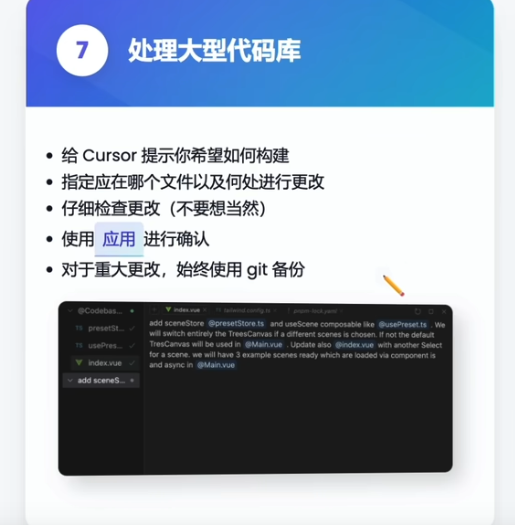 7
处理大型代码库
给 Cursor 提示你希望如何构建
指定应在哪个文件以及何处进行更改
仔细检查更改（不要想当然）
使用 应用 进行确认
对于重大更改，始终使用 git 备份
@Codebas...
presetSt...
usePres...
index.vue
add sceneS...
index.vue
tailwind.config.ts
pnpm-lock.yaml
add sceneStore @presetStore.ts and useScene composable like @usePreset.ts . We
will switch entirely the TreesCanvas if a different scenes is chosen. If not the default
TresCanvas will be used in @Main.vue . Update also @index.vue with another Select
for a scene. we will have 3 example scenes ready which are loaded via component is
and async in @Main.vue